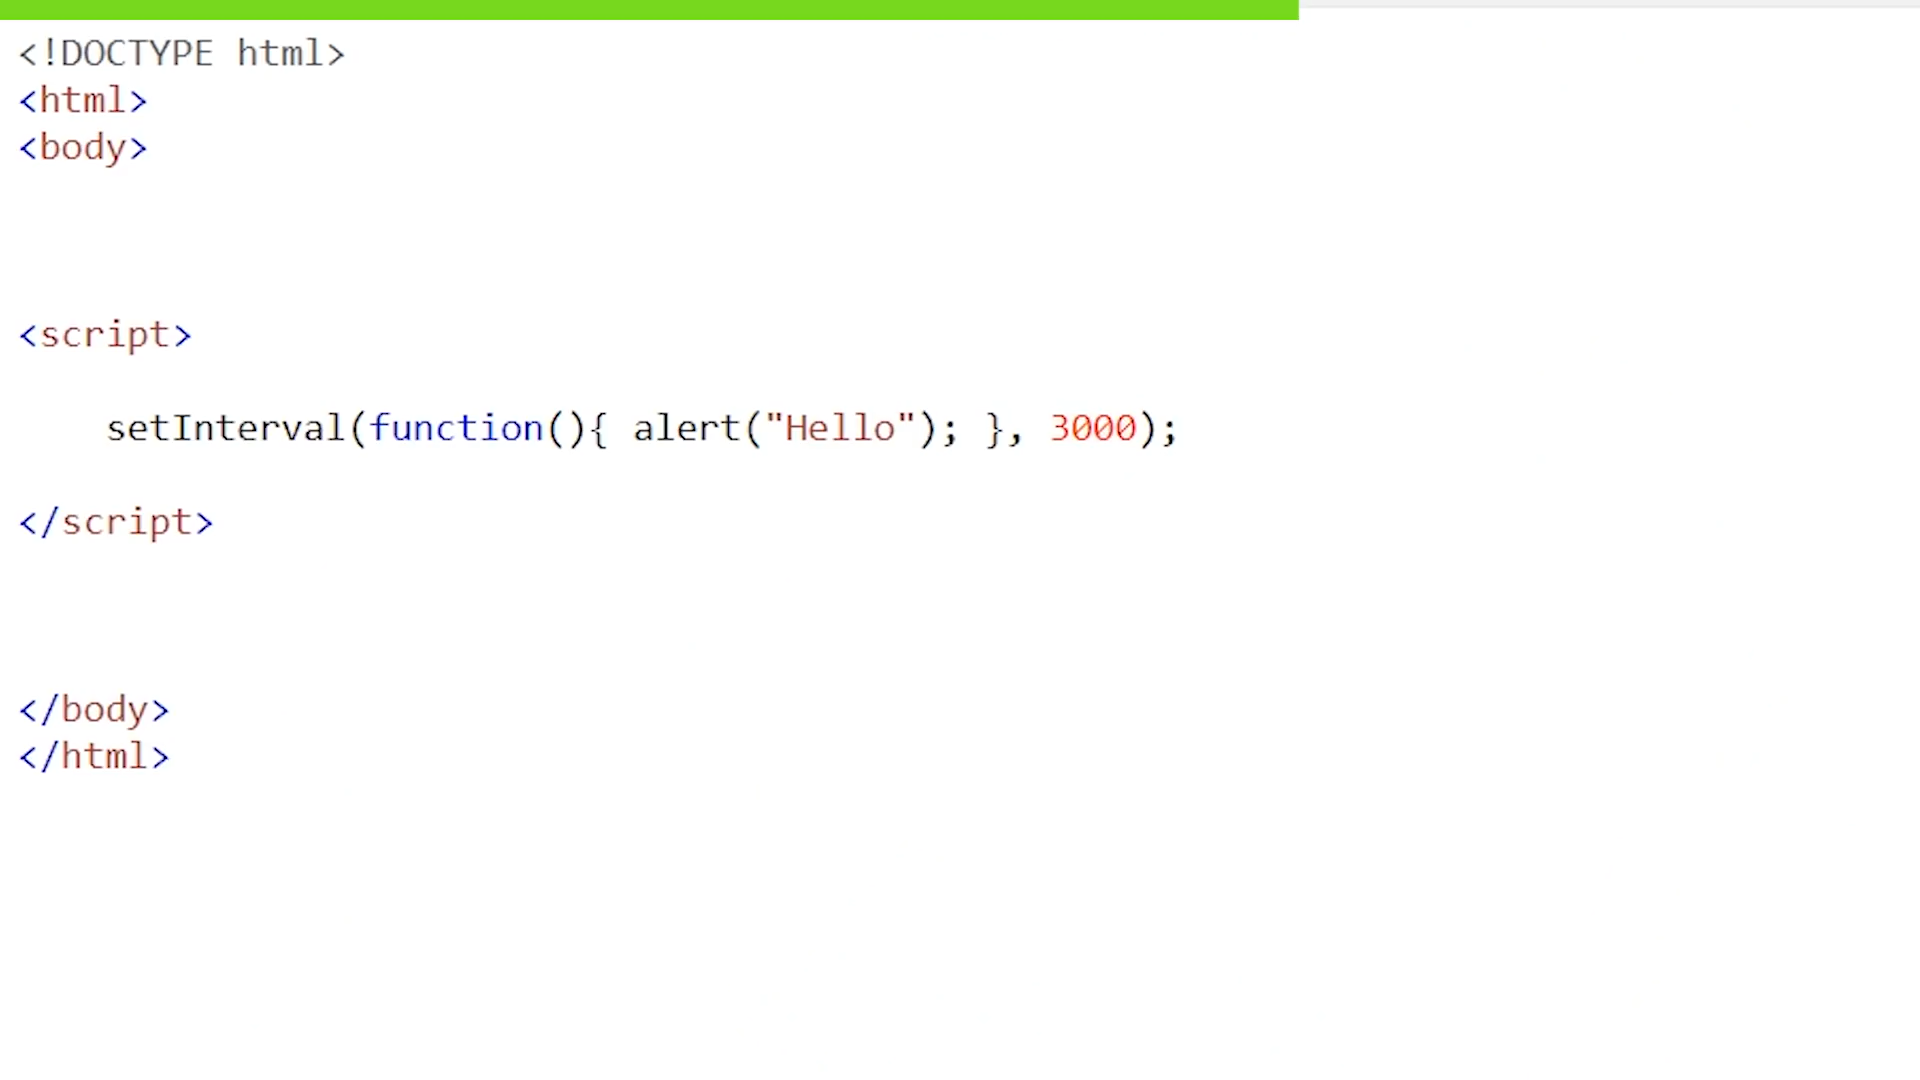 <!DOCTYPE html>
<html>
<body>
<script>
setInterval(function(){ alert("Hello"); }, 3000);
</script>
</body>
</html>